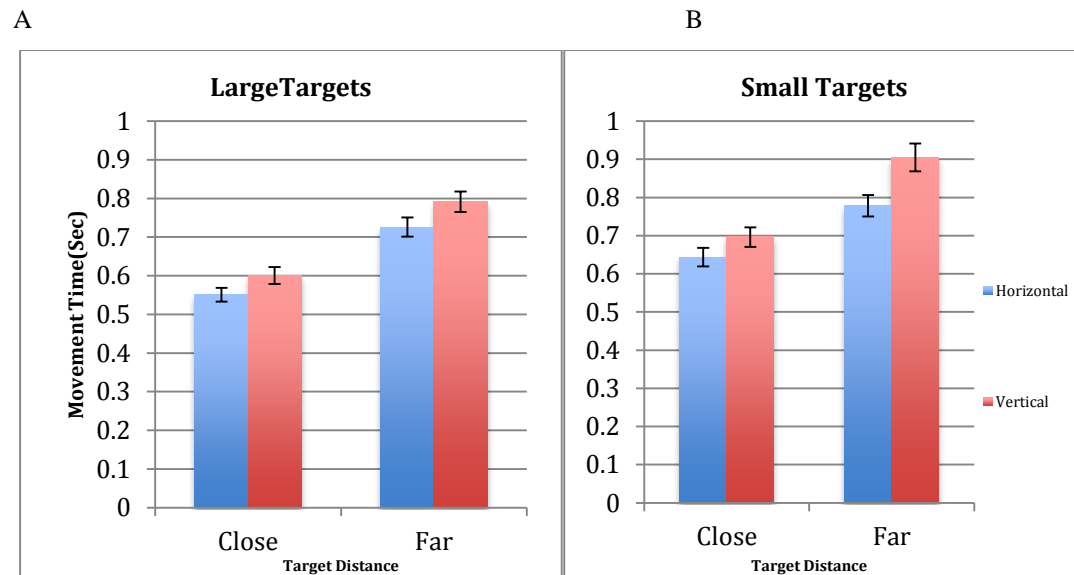 A
B
LargeTargets
Movement Time(Sec)
1
0.9
0.8
0.7
0.6
0.5
0.4
0.3
0.2
0.1
0
Close Far
Target Distance
Small Targets
1
0.9
0.8
0.7
0.6
0.5
0.4
0.3
0.2
0.1
0
Close Far
Target Distance
Horizontal
Vertical